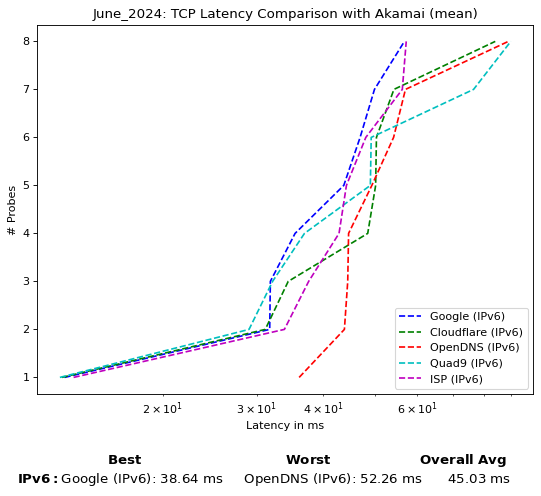 June_2024: TCP Latency Comparison with Akamai (mean)
# Probes
8
7
6
5
4
3
2
1
Google (IPv6)
Cloudflare (IPv6)
OpenDNS (IPv6)
Quad9 (IPv6)
ISP (IPv6)
2 × 10¹ 3 × 10¹ 4 × 10¹ 6 × 10¹
Latency in ms
Best Worst Overall Avg
IPv6: Google (IPv6): 38.64 ms OpenDNS (IPv6): 52.26 ms 45.03 ms